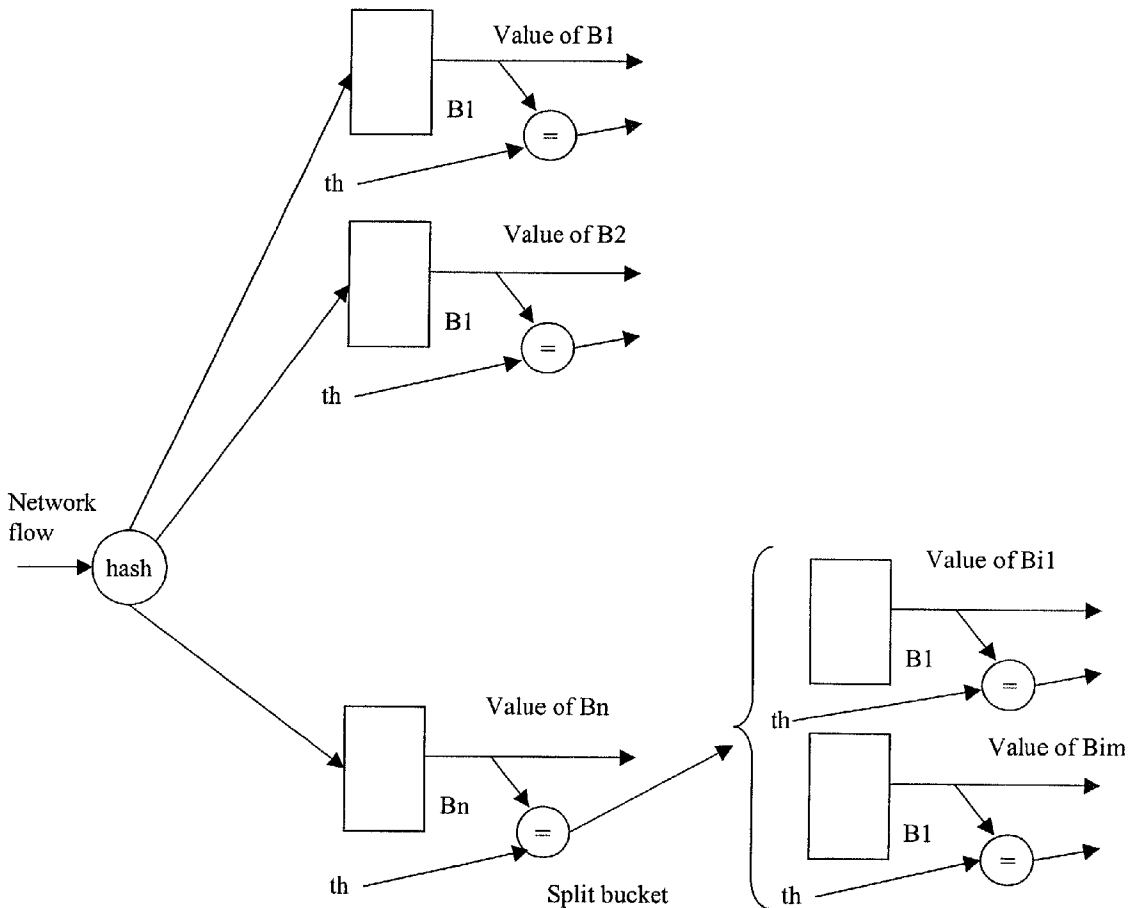 Value of B1
B1
=
th
Value of B2
B1
=
th
Network
flow
hash
Value of Bn
Bn
=
th
Split bucket
Value of Bi1
B1
=
th
Value of Bim
B1
=
th